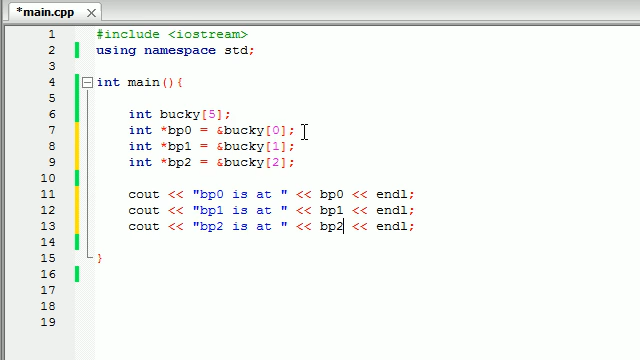 *main.cpp
1 #include <iostream>
2 using namespace std;
3
4 int main(){
5
6 int bucky[5];
7 int *bp0 = &bucky[0];
8 int *bp1 = &bucky[1];
9 int *bp2 = &bucky[2];
10
11 cout << "bp0 is at " << bp0 << endl;
12 cout << "bp1 is at " << bp1 << endl;
13 cout << "bp2 is at " << bp2 << endl;
14
15 }
16
17
18
19